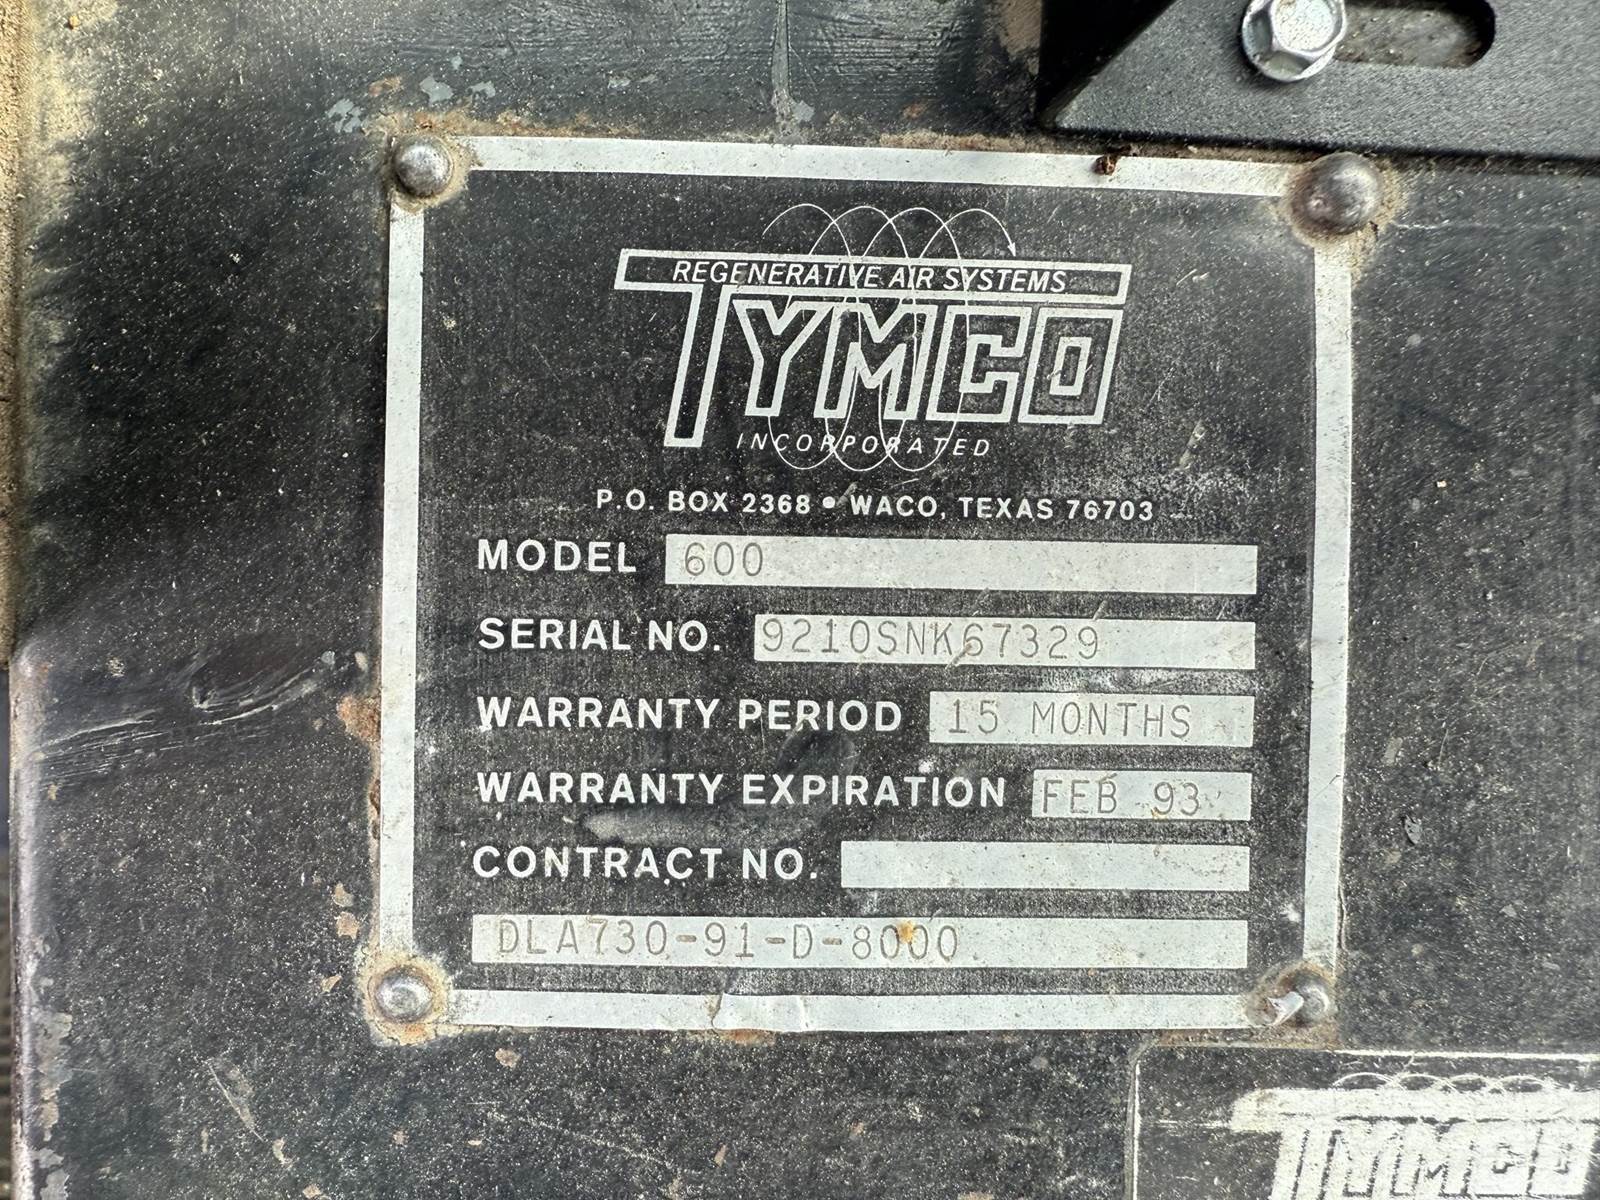 REGENERATIVE AIR SYSTEMS
TYMCO
INCORPORATED
P.O. BOX 2368 • WACO, TEXAS 76703
MODEL 600
SERIAL NO. 9210SNK67329
WARRANTY PERIOD 15 MONTHS
WARRANTY EXPIRATION FEB 93
CONTRACT NO.
DLA730-91-D-8000
TYMCO